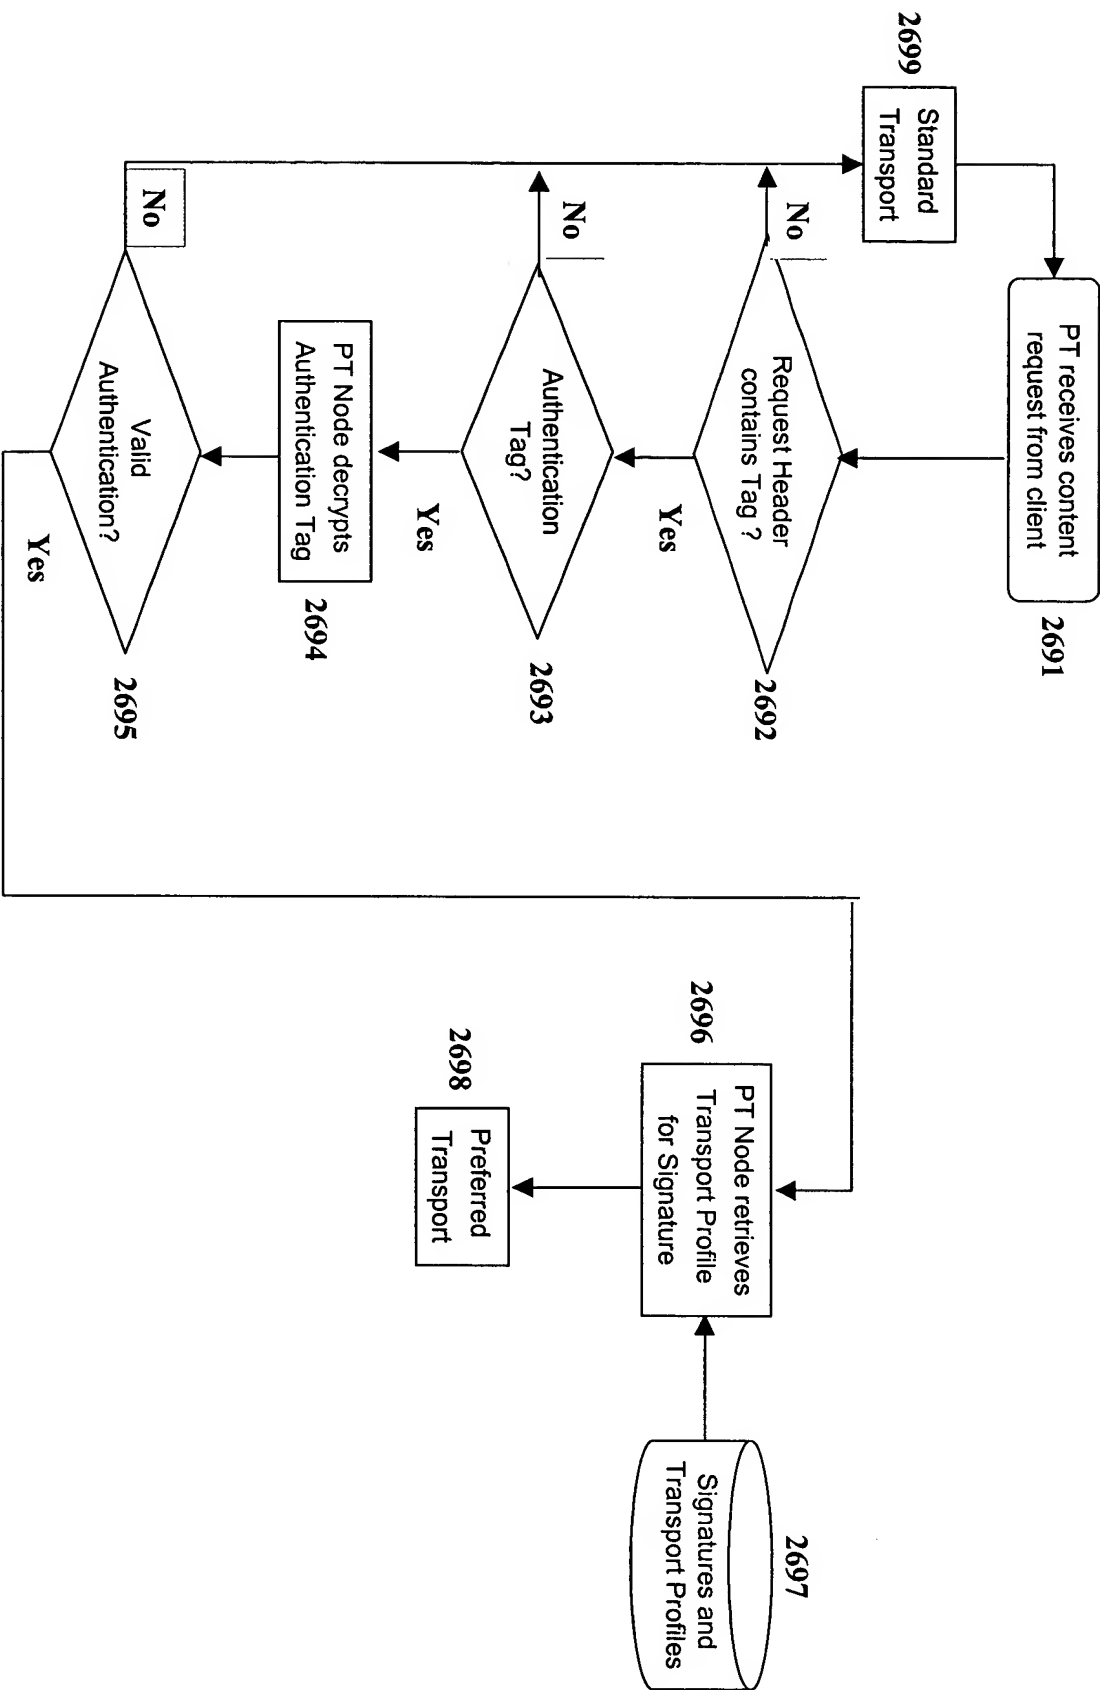 2699
Standard
Transport
PT receives content
request from client
2691
No
Request Header
contains Tag ?
2692
Yes
No
Authentication
Tag?
2693
Yes
PT Node decrypts
Authentication Tag
2694
No
Valid
Authentication?
2695
Yes
2696
PT Node retrieves
Transport Profile
for Signature
2697
Signatures and
Transport Profiles
2698
Preferred
Transport